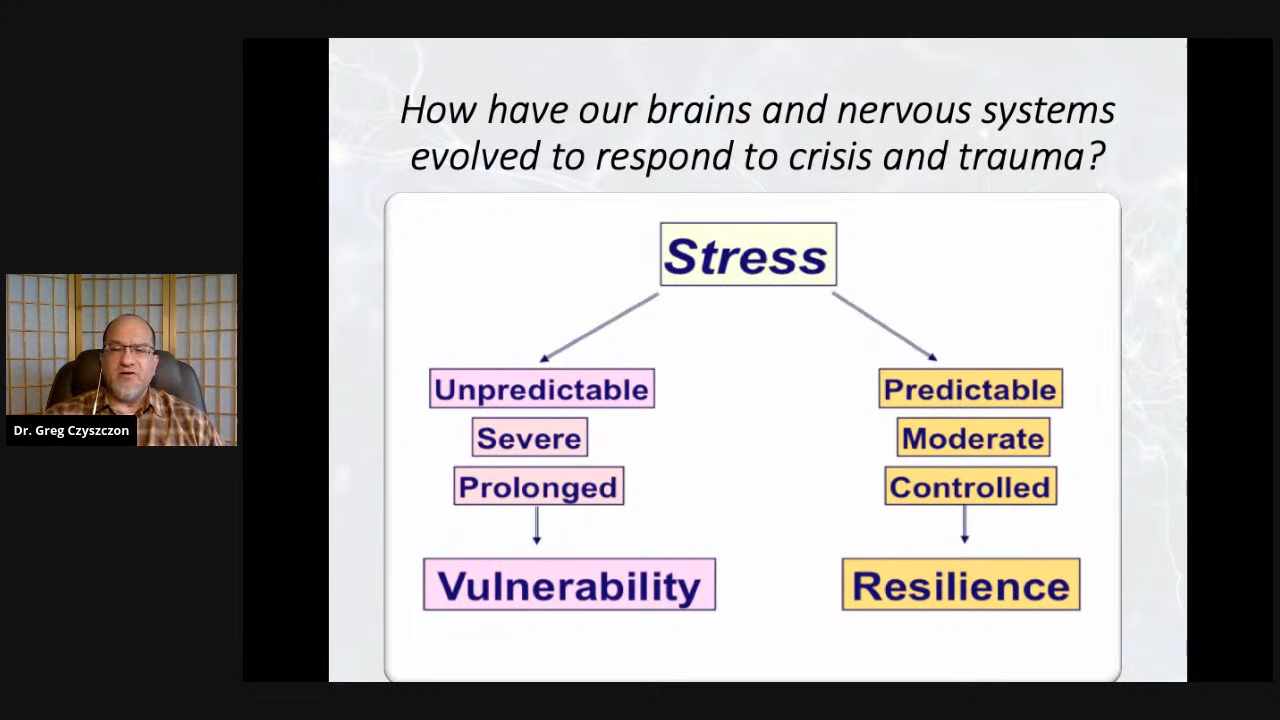 How have our brains and nervous systems
evolved to respond to crisis and trauma?
Stress
Unpredictable
Severe
Prolonged
Vulnerability
Predictable
Moderate
Controlled
Resilience
Dr. Greg Czyszczon